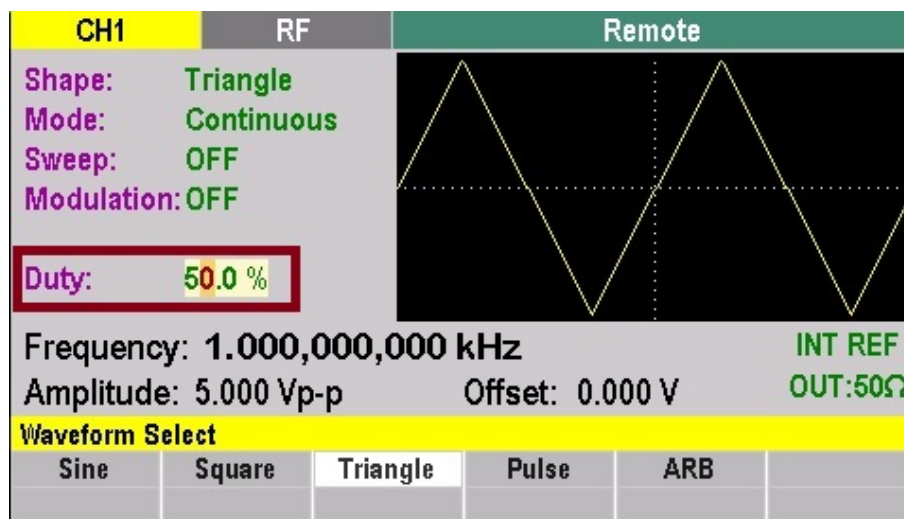 CH1 RF Remote
Shape: Triangle
Mode: Continuous
Sweep: OFF
Modulation: OFF
Duty: 50.0 %
Frequency: 1.000,000,000 kHz INT REF
Amplitude: 5.000 Vp-p Offset: 0.000 V OUT:50Ω
Waveform Select
Sine Square Triangle Pulse ARB